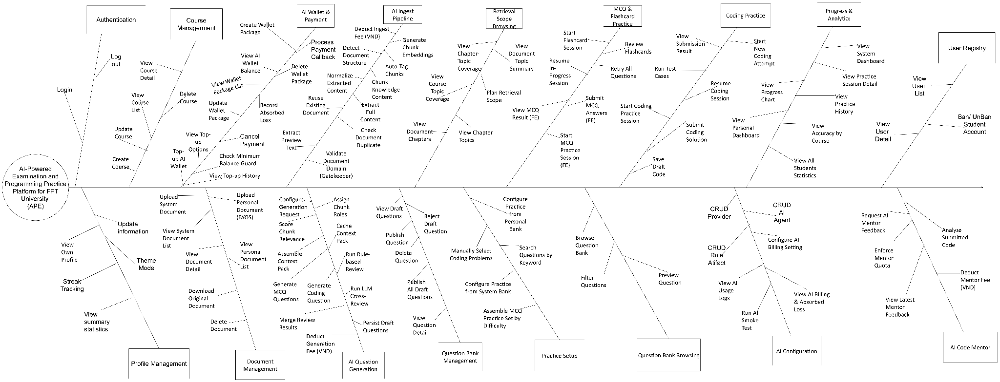 Authentication
Course
Management
AI Wallet &
Payment
AI Ingest
Pipeline
Retrieval
Scope
Browsing
MCQ &
Flashcard
Practice
Coding Practice
Progress &
Analytics
User Registry
Log
out
Login
View
Course
Detail
View
Course
List
Delete
Course
Update
Course
Create
Course
Create Wallet
Package
Process
Payment
Callback
View AI
Wallet
Balance
Delete
Wallet
Package
View Wallet
Package List
Update
Wallet
Package
Record
Absorbed
Loss
View Top-
up
Options
Cancel
Payment
Top-
up AI
Wallet
Check Minimum
Balance Guard
View Top-up History
Deduct Ingest
Fee (VND)
Generate
Chunk
Embeddings
Detect
Document
Structure
Auto-Tag
Chunks
Normalize
Extracted
Content
Chunk
Knowledge
Content
Reuse
Existing
Document
Extract
Full
Content
Extract
Preview
Text
Check
Document
Duplicate
Validate
Document
Domain
(Gatekeeper)
View
Chapter-
Topic
Coverage
View
Document
Topic
Summary
View
Course
Topic
Coverage
Plan Retrieval
Scope
View
Document
Chapters
View Chapter
Topics
Start
Flashcard
Session
Review
Flashcards
Resume
In-
Progress
Session
Retry All
Questions
View MCQ
Result (FE)
Submit
MCQ
Answers
(FE)
Start
MCQ
Practice
Session
(FE)
View
Submission
Result
Start
New
Coding
Attempt
Run Test
Cases
Resume
Coding
Session
Start Coding
Practice
Session
Submit
Coding
Solution
Save
Draft
Code
View
System
Dashboard
View Practice
Session Detail
View
Progress
Chart
View
Practice
History
View
Personal
Dashboard
View
Accuracy by
Course
View All
Students
Statistics
View
User
List
View
User
Detail
Ban/ UnBan
Student
Account
AI-Powered
Examination and
Programming Practice
Platform for FPT
University
(APE)
Update
information
View
Own
Profile
Theme
Mode
Streak
Tracking
View
summary
statistics
Upload
System
Document
Upload
Personal
Document
(BYOS)
View System
Document
List
View
Document
Detail
View
Personal
Document
List
Download
Original
Document
Delete
Document
Configure
Generation
Request
Assign
Chunk
Roles
Score
Chunk
Relevance
Cache
Context
Pack
Assemble
Context
Pack
Run Rule-
based
Review
Generate
MCQ
Questions
Generate
Coding
Question
Run LLM
Cross-
Review
Merge Review
Results
Persist Draft
Questions
Deduct
Generation
Fee (VND)
View Draft
Questions
Reject
Draft
Question
Publish
Question
Delete
Question
Publish
All Draft
Questions
View
Question
Detail
Configure
Practice
from
Personal
Bank
Manually Select
Coding Problems
Search
Questions by
Keyword
Configure Practice
from System Bank
Assemble MCQ
Practice Set by
Difficulty
Browse
Question
Bank
Filter
Questions
Preview
Question
CRUD
Provider
CRUD
AI
Agent
Configure AI
Billing Setting
CRUD
Rule
Atifact
View AI
Usage
Logs
View AI Billing
& Absorbed
Loss
Run AI
Smoke
Test
Request AI
Mentor
Feedback
Analyze
Submitted
Code
Enforce
Mentor
Quota
Deduct
Mentor Fee
(VND)
View Latest
Mentor
Feedback
Profile Management
Document
Management
AI Question
Generation
Question Bank
Management
Practice Setup
Question Bank Browsing
AI Configuration
AI Code Mentor